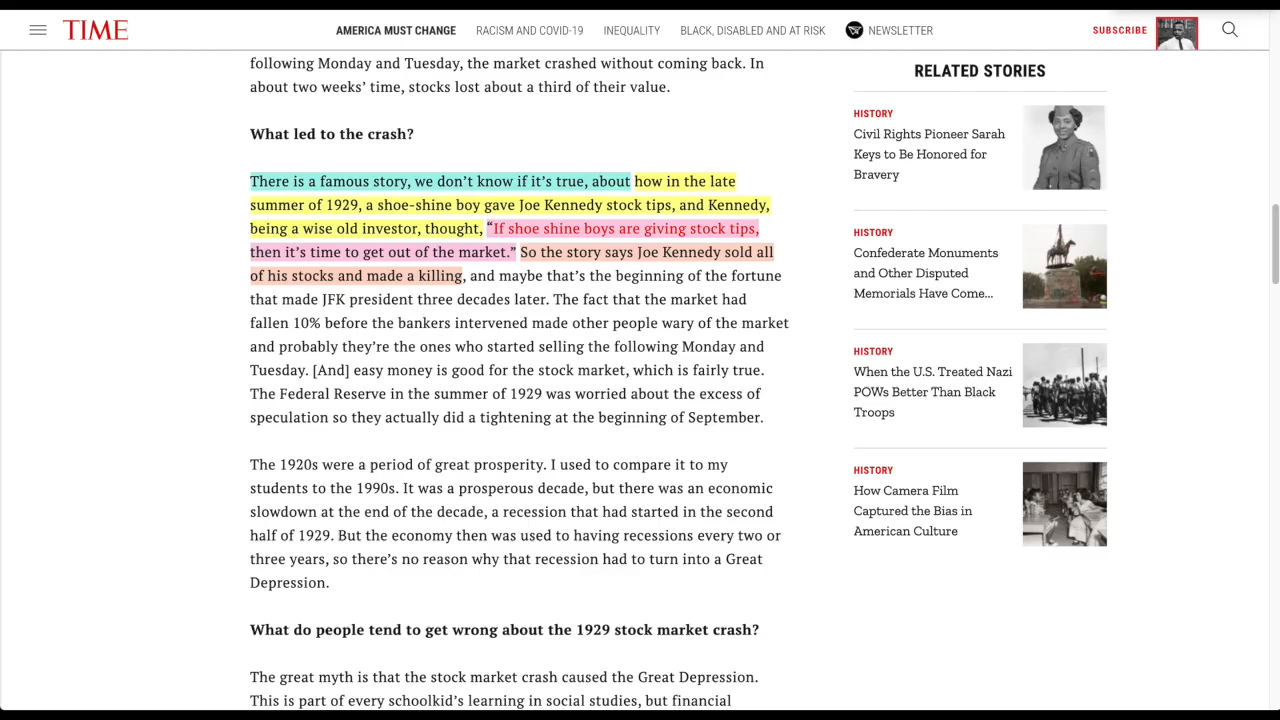 TIME
AMERICA MUST CHANGE
RACISM AND COVID-19
INEQUALITY
BLACK, DISABLED AND AT RISK
NEWSLETTER
SUBSCRIBE
following Monday and Tuesday, the market crashed without coming back. In
about two weeks’ time, stocks lost about a third of their value.
What led to the crash?
There is a famous story, we don’t know if it’s true, about how in the late
summer of 1929, a shoe-shine boy gave Joe Kennedy stock tips, and Kennedy,
being a wise old investor, thought, “If shoe shine boys are giving stock tips,
then it’s time to get out of the market.” So the story says Joe Kennedy sold all
of his stocks and made a killing, and maybe that’s the beginning of the fortune
that made JFK president three decades later. The fact that the market had
fallen 10% before the bankers intervened made other people wary of the market
and probably they’re the ones who started selling the following Monday and
Tuesday. [And] easy money is good for the stock market, which is fairly true.
The Federal Reserve in the summer of 1929 was worried about the excess of
speculation so they actually did a tightening at the beginning of September.
The 1920s were a period of great prosperity. I used to compare it to my
students to the 1990s. It was a prosperous decade, but there was an economic
slowdown at the end of the decade, a recession that had started in the second
half of 1929. But the economy then was used to having recessions every two or
three years, so there’s no reason why that recession had to turn into a Great
Depression.
What do people tend to get wrong about the 1929 stock market crash?
The great myth is that the stock market crash caused the Great Depression.
This is part of every schoolkid’s learning in social studies, but financial
RELATED STORIES
HISTORY
Civil Rights Pioneer Sarah
Keys to Be Honored for
Bravery
HISTORY
Confederate Monuments
and Other Disputed
Memorials Have Come...
HISTORY
When the U.S. Treated Nazi
POWs Better Than Black
Troops
HISTORY
How Camera Film
Captured the Bias in
American Culture